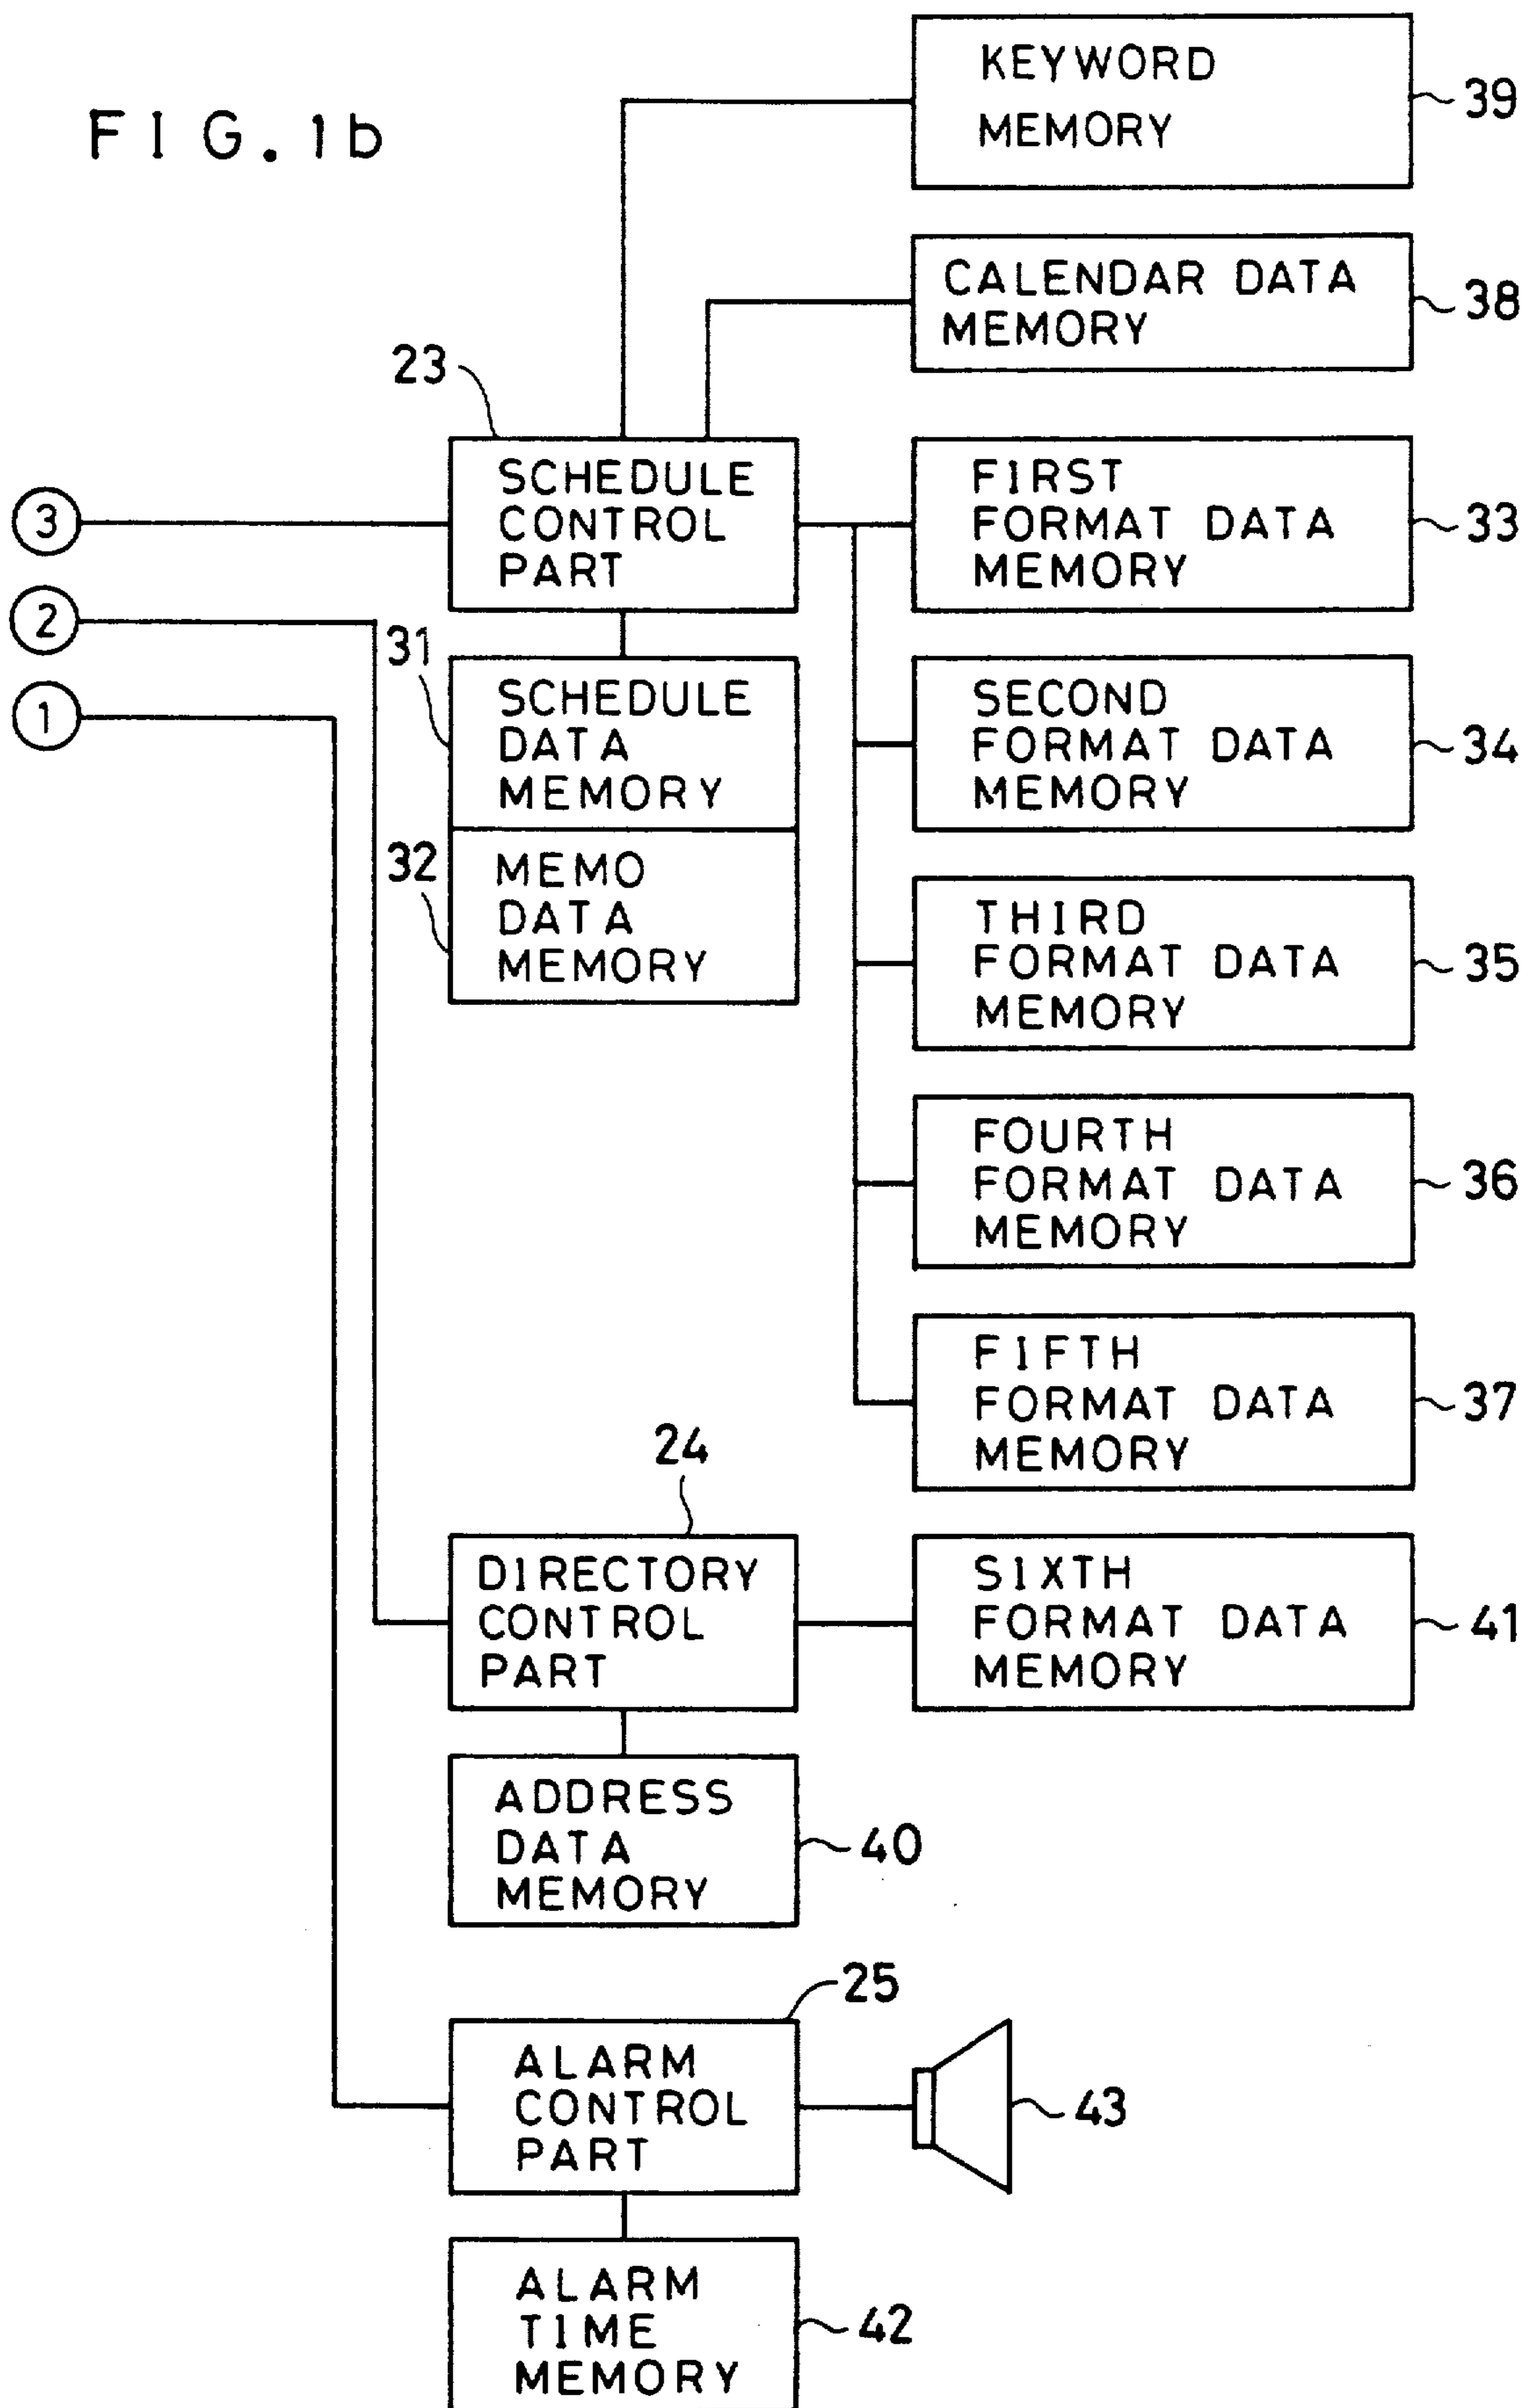 FIG.1b
KEYWORD
MEMORY
39
CALENDAR DATA
MEMORY
38
23
SCHEDULE
CONTROL
PART
FIRST
FORMAT DATA
MEMORY
33
3
2
1
31
SCHEDULE
DATA
MEMORY
SECOND
FORMAT DATA
MEMORY
34
32
MEMO
DATA
MEMORY
THIRD
FORMAT DATA
MEMORY
35
FOURTH
FORMAT DATA
MEMORY
36
FIFTH
FORMAT DATA
MEMORY
37
24
DIRECTORY
CONTROL
PART
SIXTH
FORMAT DATA
MEMORY
41
ADDRESS
DATA
MEMORY
40
25
ALARM
CONTROL
PART
43
ALARM
TIME
MEMORY
42